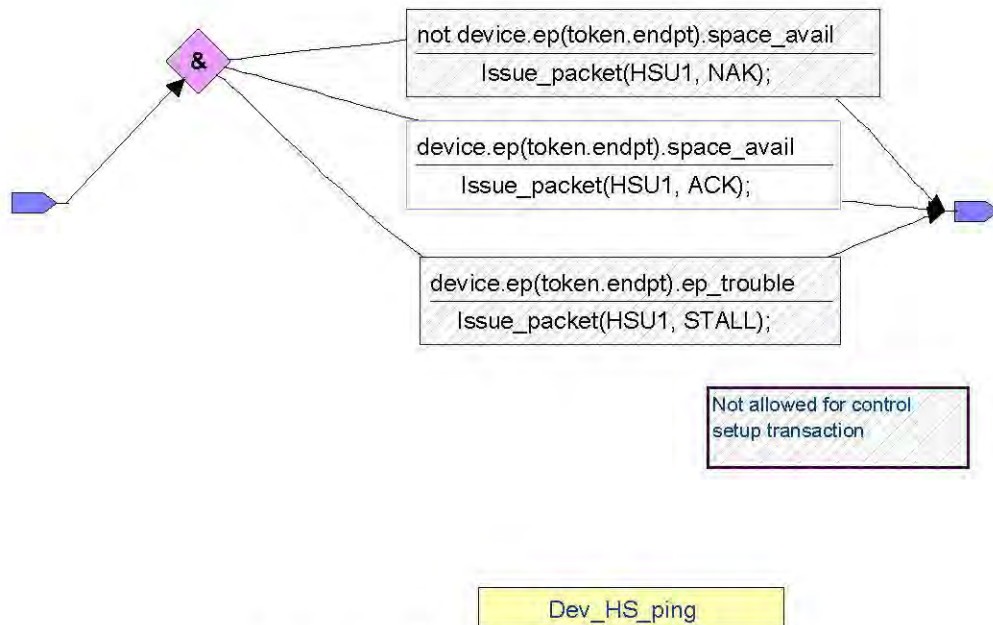 &
not device.ep(token.endpt).space_avail
Issue_packet(HSU1, NAK);
device.ep(token.endpt).space_avail
Issue_packet(HSU1, ACK);
device.ep(token.endpt).ep_trouble
Issue_packet(HSU1, STALL);
Not allowed for control
setup transaction
Dev_HS_ping